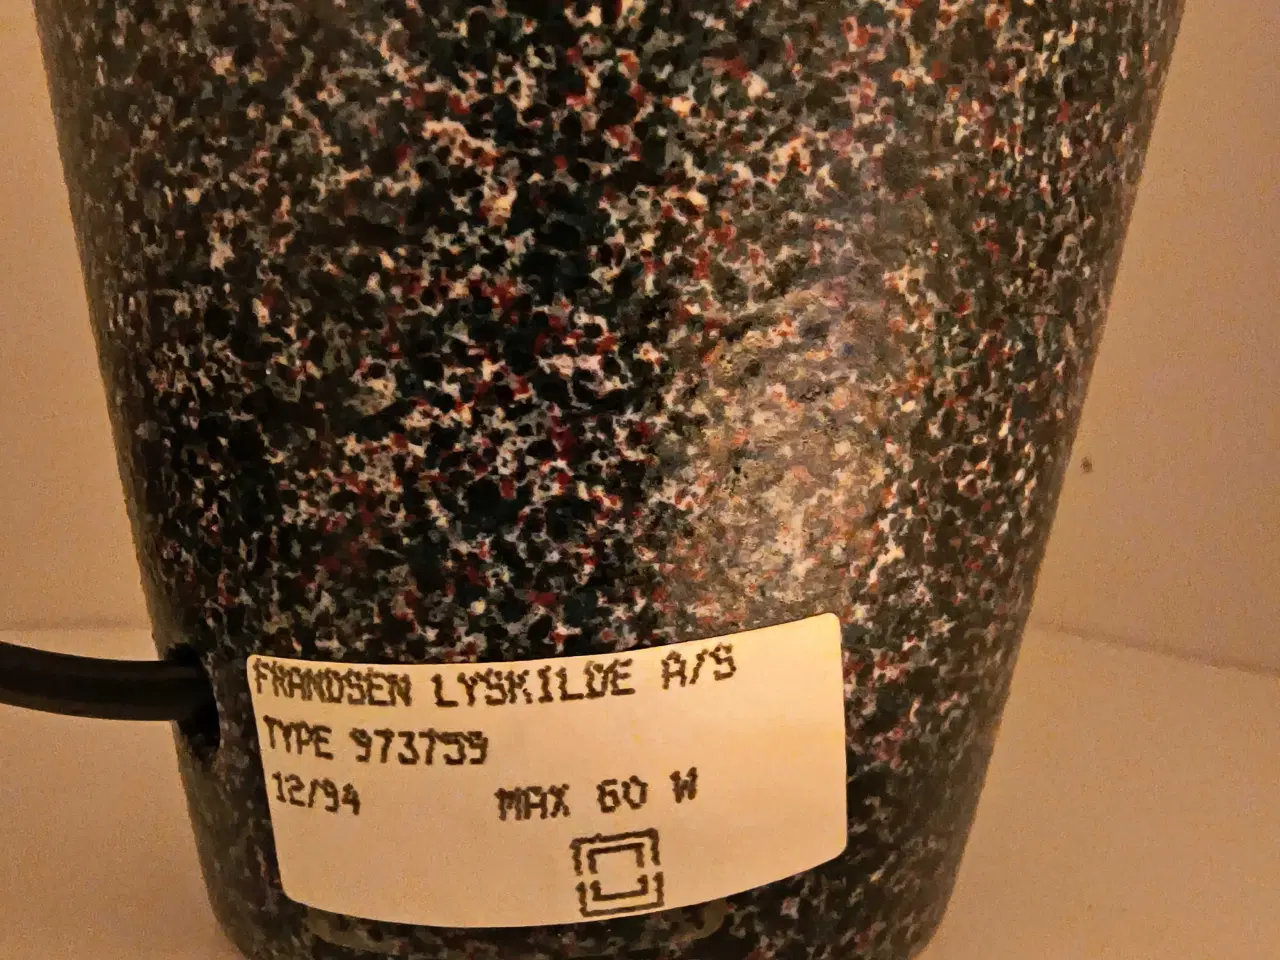 FRANDSEN LYSKILDE A/S
TYPE 973759
12/94 MAX 60 W